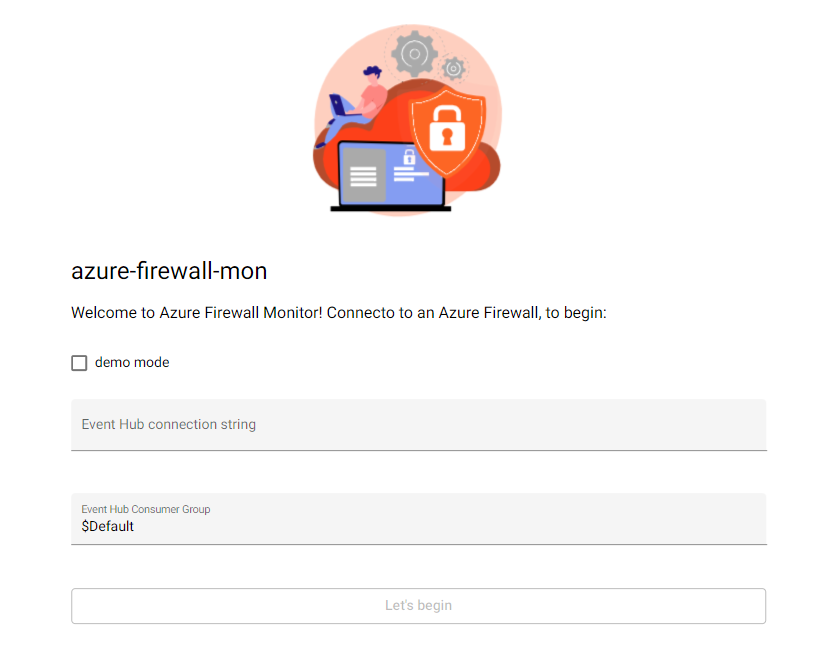 azure-firewall-mon
Welcome to Azure Firewall Monitor! Connecto to an Azure Firewall, to begin:
demo mode
Event Hub connection string
Event Hub Consumer Group
$Default
Let's begin